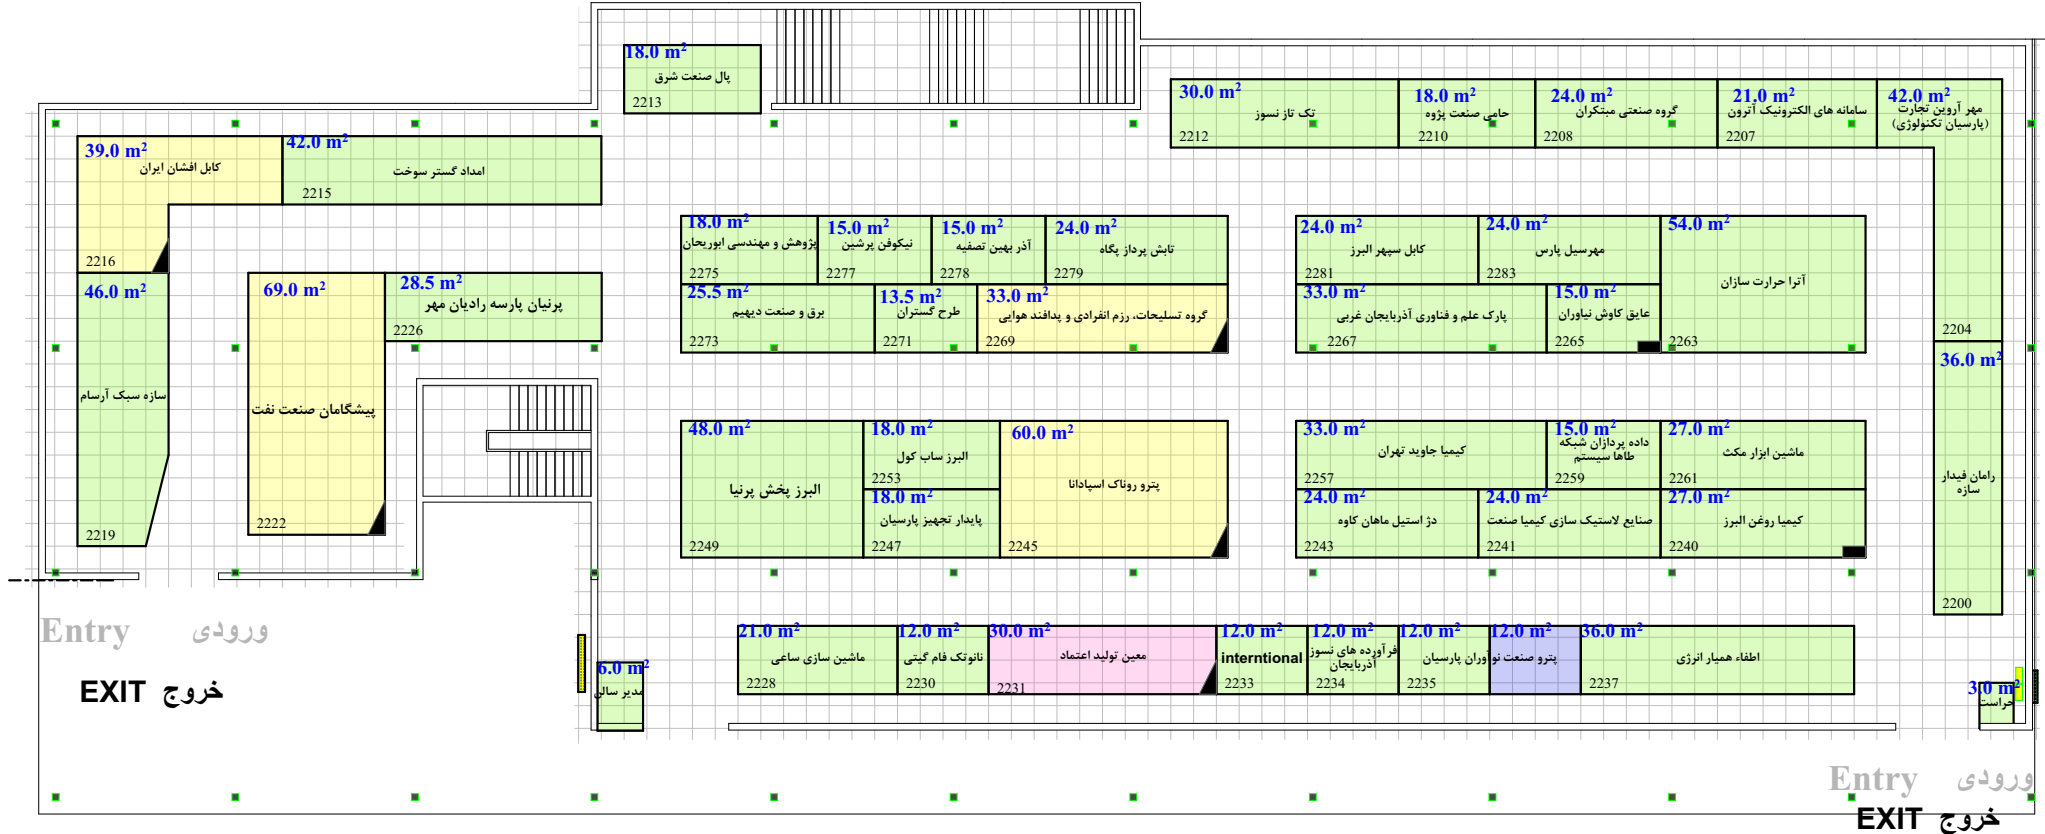 18.0 m²
پال صنعت شرق
2213
30.0 m²
تک تاز نسوز
2212
18.0 m²
حامی صنعت پژوه
2210
24.0 m²
گروه صنعتی مبتکران
2208
21.0 m²
سامانه های الکترونیک آترون
2207
42.0 m²
مهر آروین تجارت
(پارسیان تکنولوژی)
2204
39.0 m²
کابل افشان ایران
2216
42.0 m²
امداد گستر سوخت
2215
18.0 m²
پژوهش و مهندسی ابوریحان
2275
15.0 m²
نیکوفن پرشین
2277
15.0 m²
آذر بهین تصفیه
2278
24.0 m²
تابش پرداز پگاه
2279
24.0 m²
کابل سپهر البرز
2281
24.0 m²
مهرسیل پارس
2283
54.0 m²
آترا حرارت سازان
2263
46.0 m²
سازه سبک آرسام
2219
69.0 m²
پیشگامان صنعت نفت
2222
28.5 m²
پرنیان پارسه رادیان مهر
2226
25.5 m²
برق و صنعت دیهیم
2273
13.5 m²
طرح گستران
2271
33.0 m²
گروه تسلیحات، رزم انفرادی و پدافند هوایی
2269
33.0 m²
پارک علم و فناوری آذربایجان غربی
2267
15.0 m²
عایق کاوش نیاوران
2265
36.0 m²
رامان فیدار
سازه
2200
48.0 m²
البرز پخش پرنیا
2249
18.0 m²
البرز ساب کول
2253
60.0 m²
پترو روناک اسپادانا
2245
33.0 m²
کیمیا جاوید تهران
2257
15.0 m²
داده پردازان شبکه
طاها سیستم
2259
27.0 m²
ماشین ابزار مکث
2261
18.0 m²
پایدار تجهیز پارسیان
2247
24.0 m²
دژ استیل ماهان کاوه
2243
24.0 m²
صنایع لاستیک سازی کیمیا صنعت
2241
27.0 m²
کیمیا روغن البرز
2240
Entry ورودی
EXIT خروج
6.0 m²
مدیر سالن
21.0 m²
ماشین سازی ساعی
2228
12.0 m²
نانوتک فام گیتی
2230
30.0 m²
معین تولید اعتماد
2231
12.0 m²
interntional
2233
12.0 m²
فرآورده های نسوز
آذربایجان
2234
12.0 m²
12.0 m²
پترو صنعت نوآوران پارسیان
2235
36.0 m²
اطفاء همیار انرژی
2237
3.0 m²
حراست
Entry ورودی
EXIT خروج